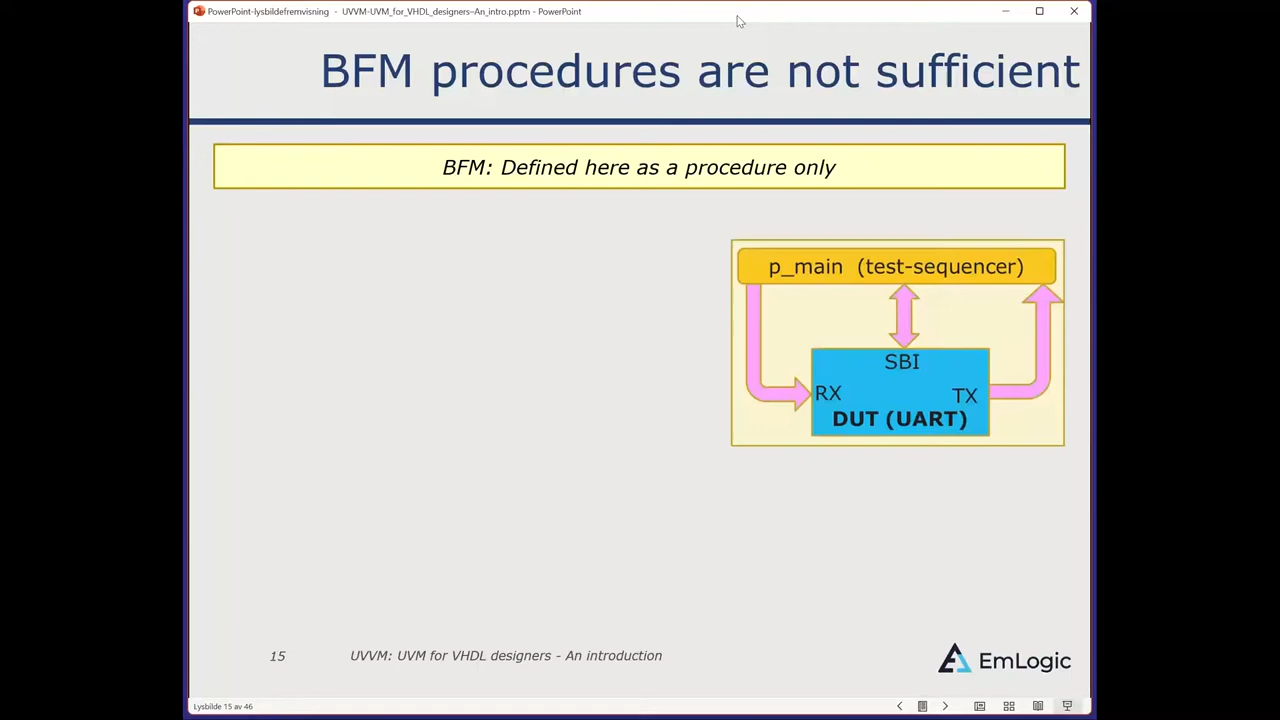 PowerPoint-lysbildefremvisning - UVVM-UVM_for_VHDL_designers–An_intro.pptm - PowerPoint
BFM procedures are not sufficient
BFM: Defined here as a procedure only
p_main (test-sequencer)
SBI
RX
TX
DUT (UART)
15
UVVM: UVM for VHDL designers - An introduction
EmLogic
Lysbilde 15 av 46